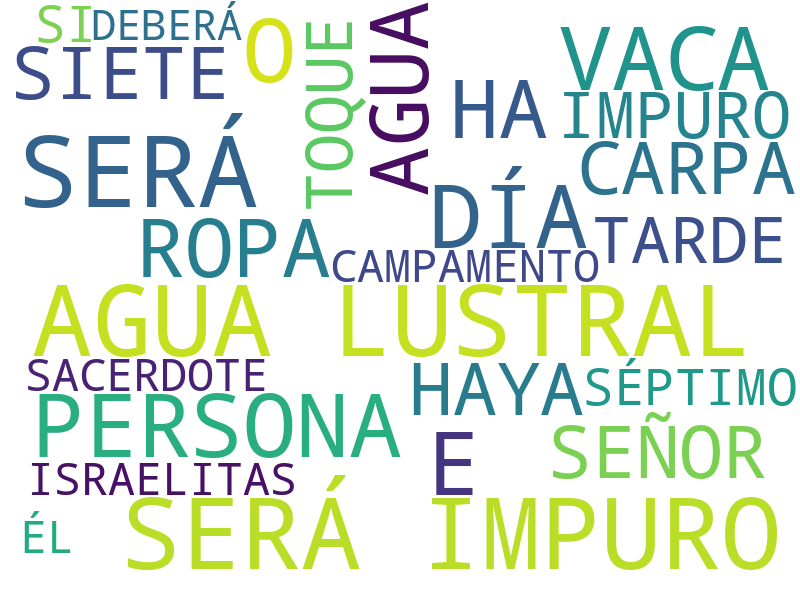 SI
DEBERÁ
SIETE
O
TOQUE
AGUA
VACA
HA
IMPURO
SERÁ
CARPA
DÍA
ROPA
TARDE
CAMPAMENTO
AGUA LUSTRAL
SACERDOTE
HAYA
SÉPTIMO
PERSONA
E
SEÑOR
ISRAELITAS
SERÁ IMPURO
ÉL